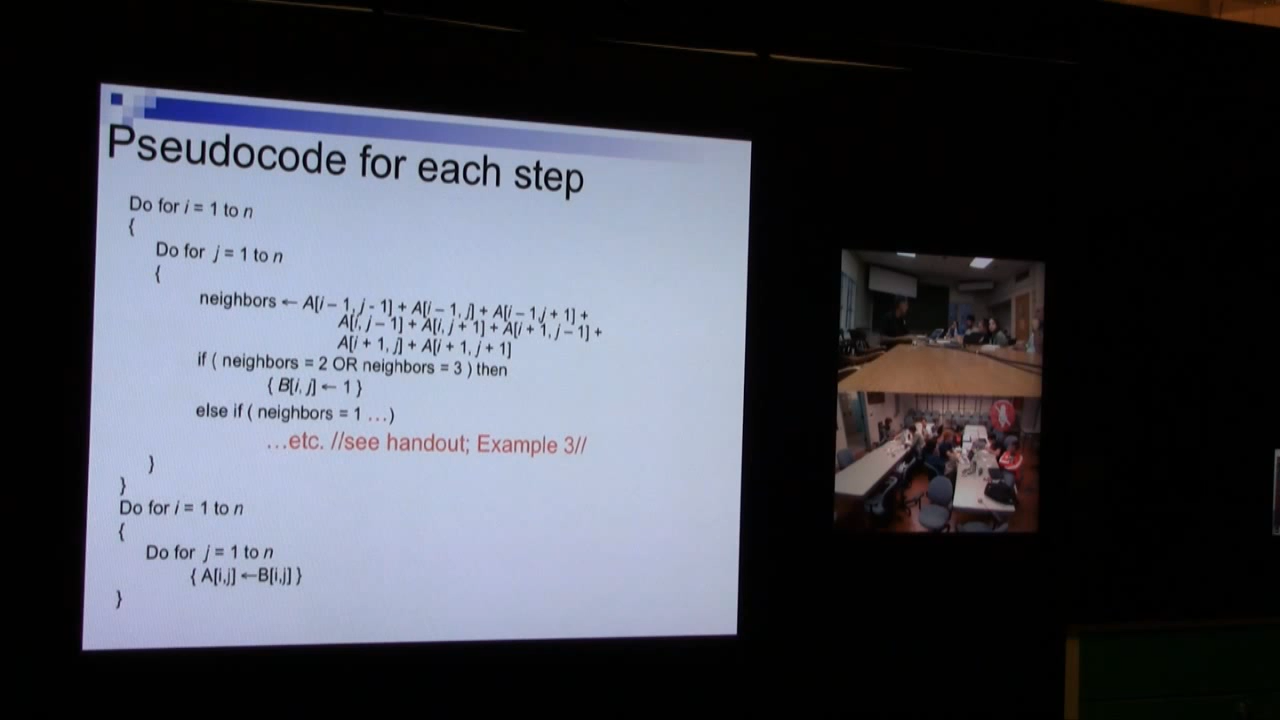 Pseudocode for each step
Do for i = 1 to n
{
Do for j = 1 to n
{
neighbors ← A[i – 1, j - 1] + A[i – 1, j] + A[i – 1,j + 1] +
A[i, j – 1] + A[i, j + 1] + A[i + 1, j – 1] +
A[i + 1, j] + A[i + 1, j + 1]
if ( neighbors = 2 OR neighbors = 3 ) then
{ B[i, j] ← 1 }
else if ( neighbors = 1 …)
…etc. //see handout; Example 3//
}
}
Do for i = 1 to n
{
Do for j = 1 to n
{ A[i,j] ←B[i,j] }
}